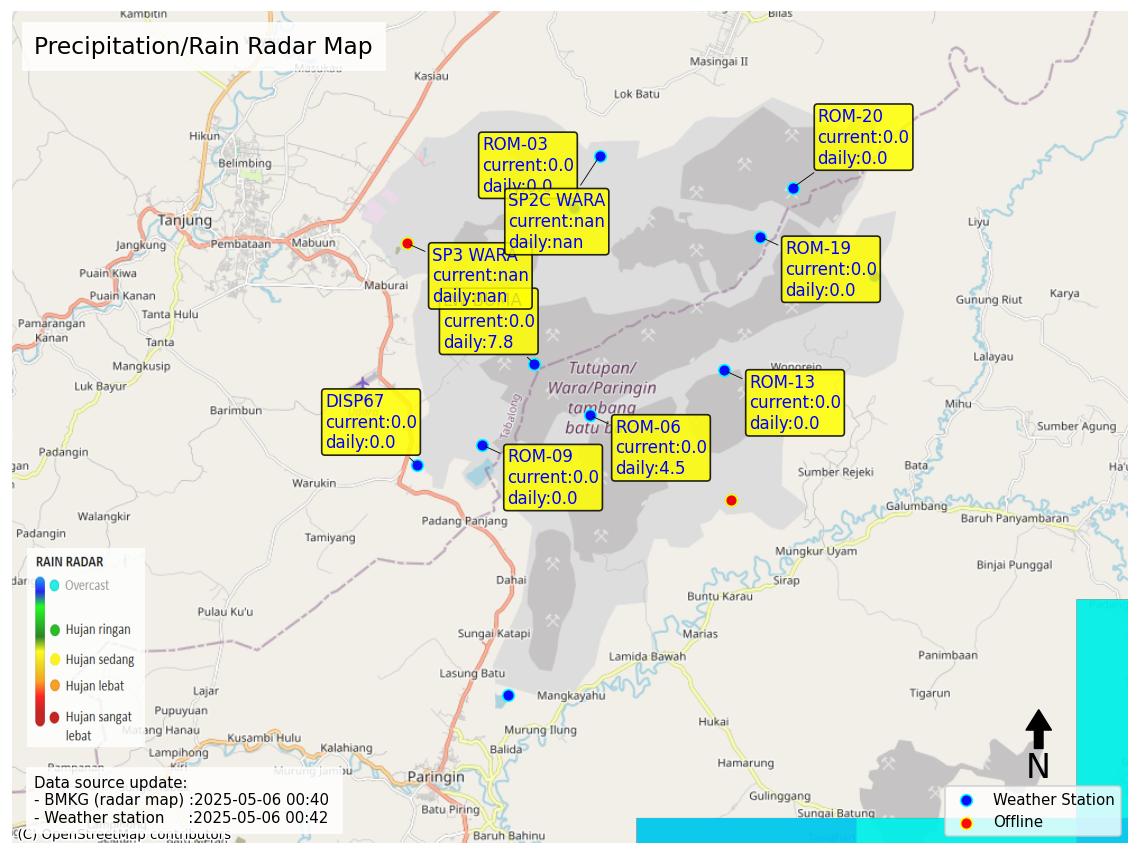 Kambitin
Bilas
Precipitation/Rain Radar Map
Masukau
Masingai II
Kasiau
Lok Batu
Hikun
Belimbing
ROM-20
current:0.0
daily:0.0
ROM-03
current:0.0
daily:0.0
SP2C WARA
current:nan
daily:nan
Tanjung
Jangkung
Pembataan
Mabuun
Liyu
SP3 WARA
current:nan
daily:nan
ROM-19
current:0.0
daily:0.0
Puain Kiwa
Maburai
Puain Kanan
Tanta Hulu
Gunung Riut
Karya
current:0.0
daily:7.8
Pamarangan
Kanan
Tanta
Mangkusip
Lalayau
Luk Bayur
Tutupan/
Wara/Paringin
tambang
batu b
Wonorejo
ROM-13
current:0.0
daily:0.0
DISP67
current:0.0
daily:0.0
Barimbun
Tabalong
Mihu
ROM-06
current:0.0
daily:4.5
Sumber Agung
ROM-09
current:0.0
daily:0.0
Padangin
Warukin
Sumber Rejeki
Bata
Ha'u
Galumbang
Baruh Panyambaran
Walangkir
Padang Panjang
Padangin
Tamiyang
Mungkur Uyam
Binjai Punggal
RAIN RADAR
Overcast
Hujan ringan
Hujan sedang
Hujan lebat
Hujan sangat
lebat
Dahai
Sirap
Buntu Karau
Pulau Ku'u
Sungai Katapi
Marias
Lamida Bawah
Panimbaan
Lasung Batu
Lajar
Mangkayahu
Tigarun
Pupuyuan
Matang Hanau
Kusambi Hulu
Murung Ilung
Hukai
Lampihong
Kalahiang
Balida
Hamarung
N
Murung Jambu
Paringin
Data source update:
- BMKG (radar map) :2025-05-06 00:40
- Weather station :2025-05-06 00:42
Gulinggang
Batu Piring
Sungai Batung
Weather Station
Offline
Baruh Bahinu
(C) OpenStreetMap contributors